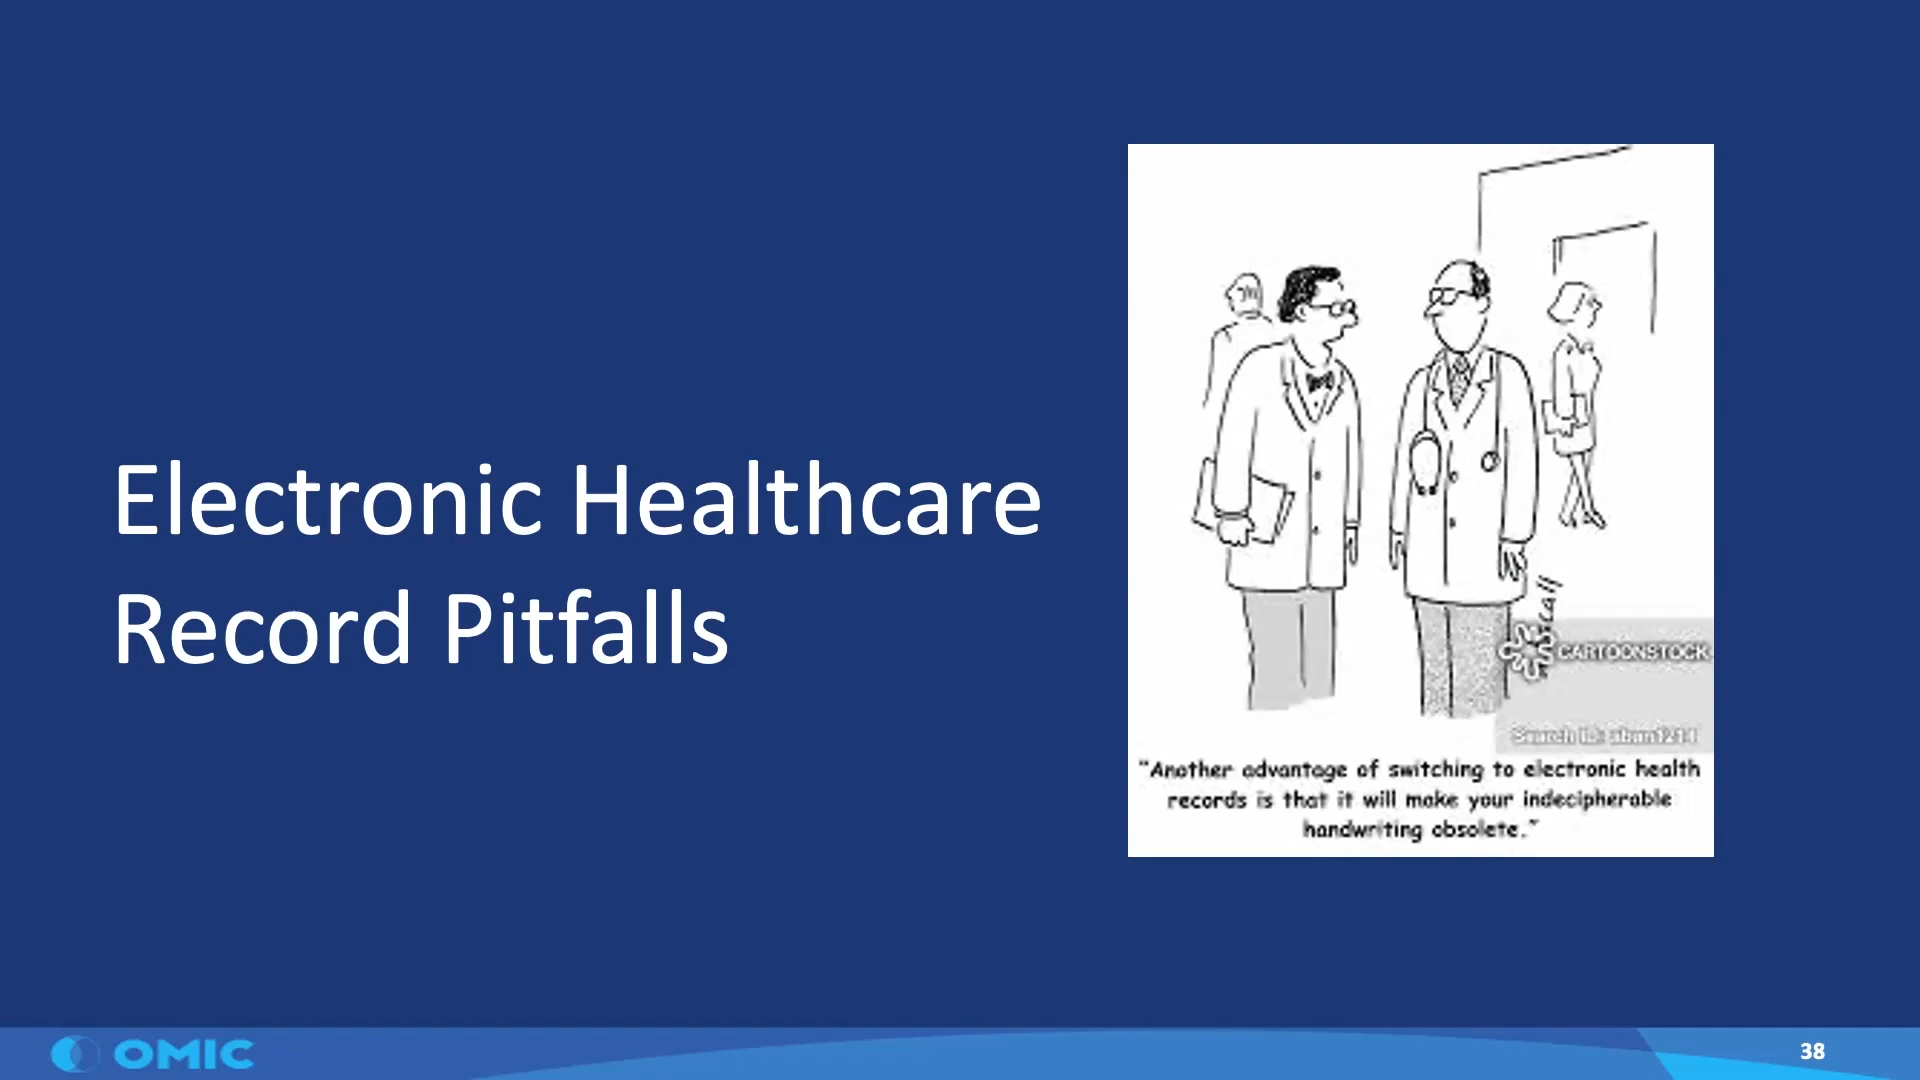 Electronic Healthcare
Record Pitfalls
CARTOONSTOCK
"Another advantage of switching to electronic health
records is that it will make your indecipherable
handwriting obsolete."
OMIC
38